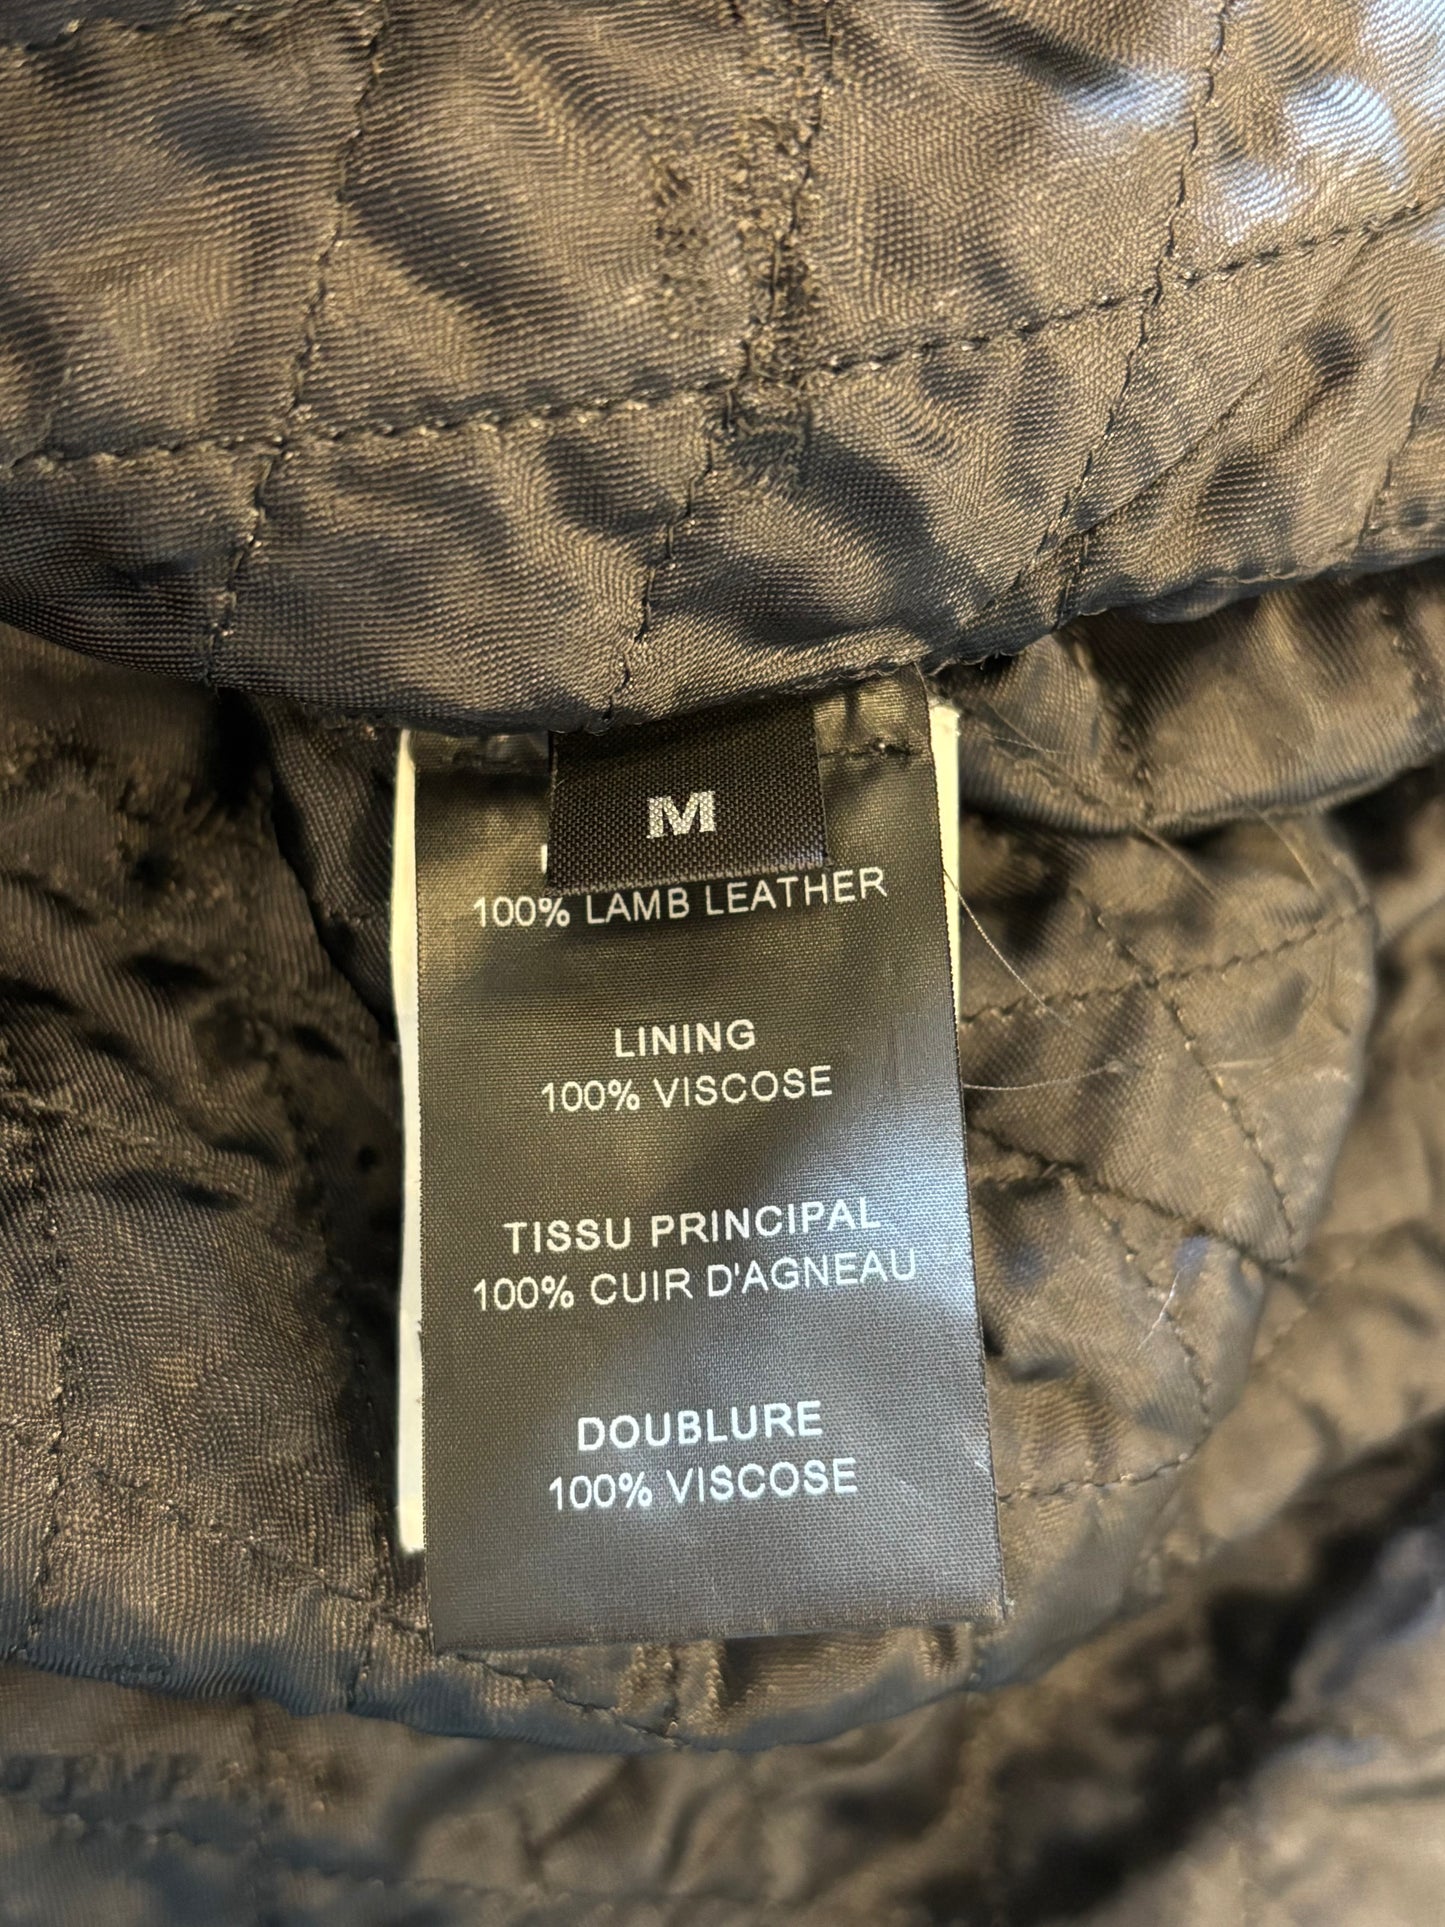 M
100% LAMB LEATHER
LINING
100% VISCOSE
TISSU PRINCIPAL
100% CUIR D'AGNEAU
DOUBLURE
100% VISCOSE